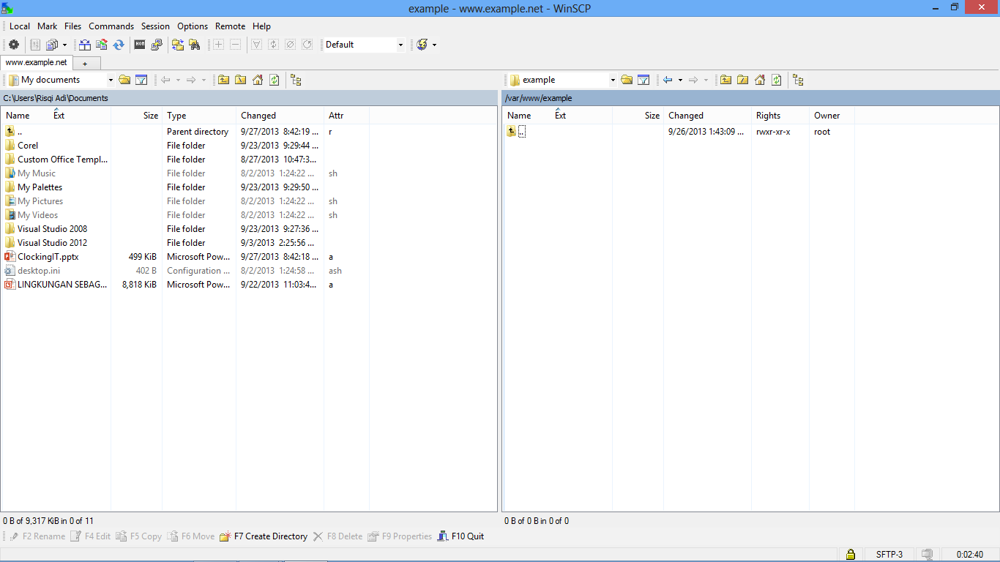 example - www.example.net - WinSCP
Local Mark Files Commands Session Options Remote Help
Default
www.example.net +
My documents
example
C:\Users\Risqi Adi\Documents
/var/www/example
Name Ext Size Type Changed Attr
.. Parent directory 9/27/2013 8:42:19 ... r
Corel File folder 9/23/2013 9:29:44 ...
Custom Office Templ... File folder 8/27/2013 10:47:3...
My Music File folder 8/2/2013 1:24:22 ... sh
My Palettes File folder 9/23/2013 9:29:50 ...
My Pictures File folder 8/2/2013 1:24:22 ... sh
My Videos File folder 8/2/2013 1:24:22 ... sh
Visual Studio 2008 File folder 9/23/2013 9:27:36 ...
Visual Studio 2012 File folder 9/3/2013 2:25:56 ...
ClockingIT.pptx 499 KiB Microsoft Pow... 9/27/2013 8:42:18 ... a
desktop.ini 402 B Configuration ... 8/2/2013 1:24:58 ... ash
LINGKUNGAN SEBAG... 8,818 KiB Microsoft Pow... 9/22/2013 11:03:4... a
Name Ext Size Changed Rights Owner
.. 9/26/2013 1:43:09 ... rwxr-xr-x root
0 B of 9,317 KiB in 0 of 11
0 B of 0 B in 0 of 0
F2 Rename F4 Edit F5 Copy F6 Move F7 Create Directory F8 Delete F9 Properties F10 Quit
SFTP-3 0:02:40